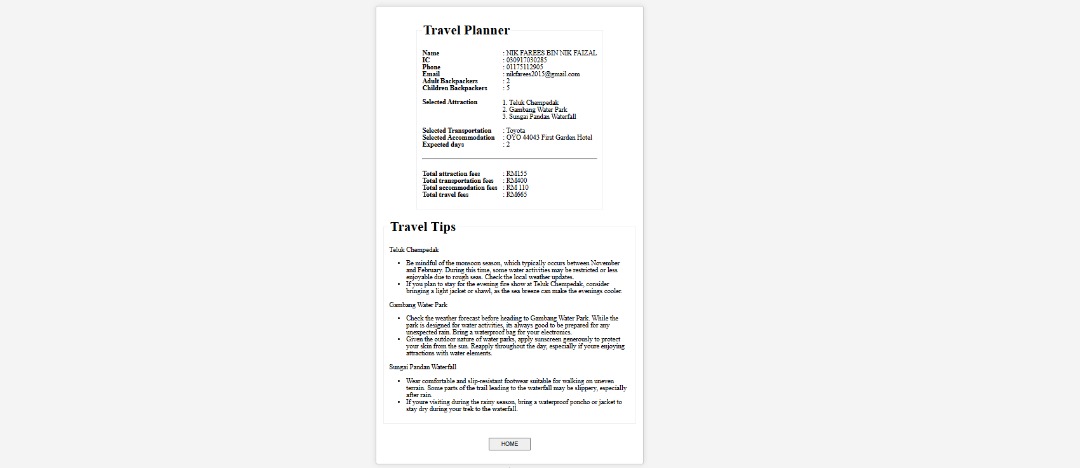 Travel Planner
Name : NIK FAREES BIN NIK FAIZAL
IC : 030917030285
Phone : 01175112905
Email : nikfarees2015@gmail.com
Adult Backpackers : 2
Children Backpackers : 5
Selected Attraction 1. Teluk Chempedak
2. Gambang Water Park
3. Sungai Pandan Waterfall
Selected Transportation : Toyota
Selected Accommodation : OYO 44043 First Garden Hotel
Expected days : 2
Total attraction fees : RM155
Total transportation fees : RM400
Total accommodation fees : RM 110
Total travel fees : RM665
Travel Tips
Teluk Chempedak
• Be mindful of the monsoon season, which typically occurs between November
and February. During this time, some water activities may be restricted or less
enjoyable due to rough seas. Check the local weather updates.
• If you plan to stay for the evening fire show at Teluk Chempedak, consider
bringing a light jacket or shawl, as the sea breeze can make the evenings cooler.
Gambang Water Park
• Check the weather forecast before heading to Gambang Water Park. While the
park is designed for water activities, its always good to be prepared for any
unexpected rain. Bring a waterproof bag for your electronics.
• Given the outdoor nature of water parks, apply sunscreen generously to protect
your skin from the sun. Reapply throughout the day, especially if youre enjoying
attractions with water elements.
Sungai Pandan Waterfall
• Wear comfortable and slip-resistant footwear suitable for walking on uneven
terrain. Some parts of the trail leading to the waterfall may be slippery, especially
after rain.
• If youre visiting during the rainy season, bring a waterproof poncho or jacket to
stay dry during your trek to the waterfall.
HOME